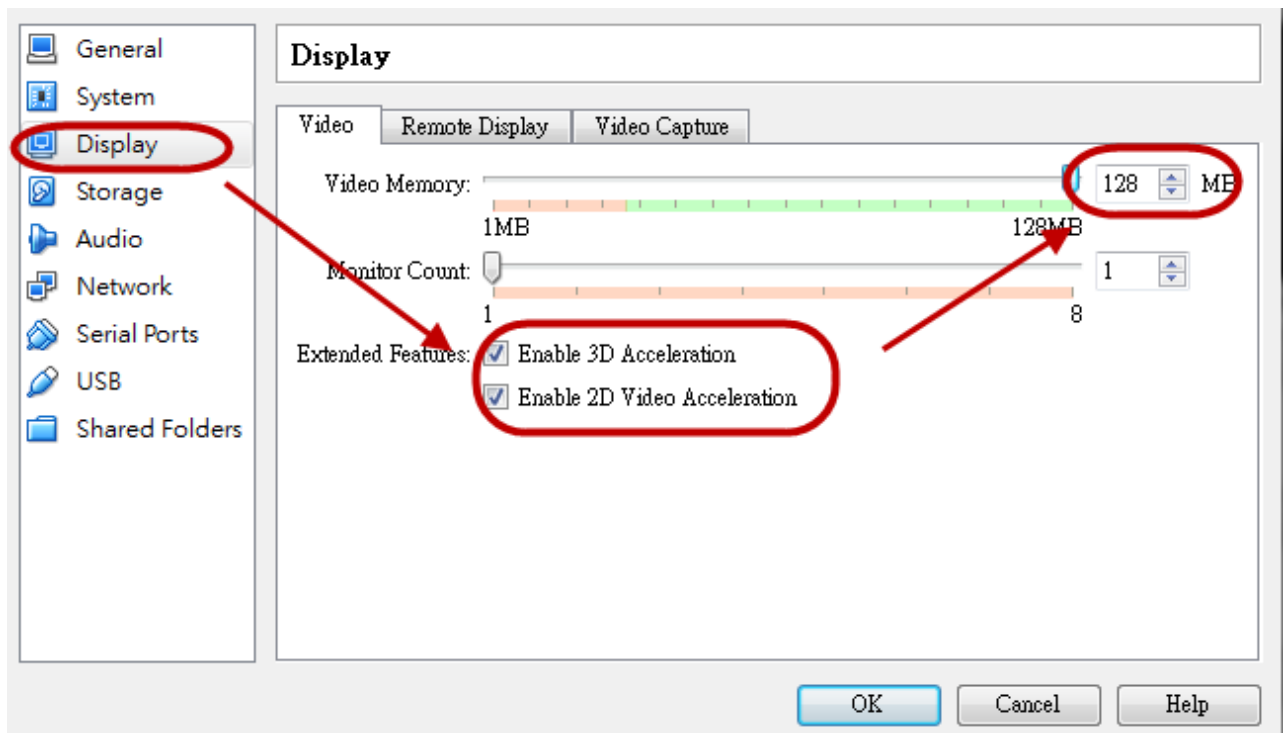 General
System
Display
Storage
Audio
Network
Serial Ports
USB
Shared Folders
Display
Video Remote Display Video Capture
Video Memory: 128 MB
1MB 128MB
Monitor Count: 1
1 8
Extended Features: Enable 3D Acceleration
Enable 2D Video Acceleration
OK Cancel Help